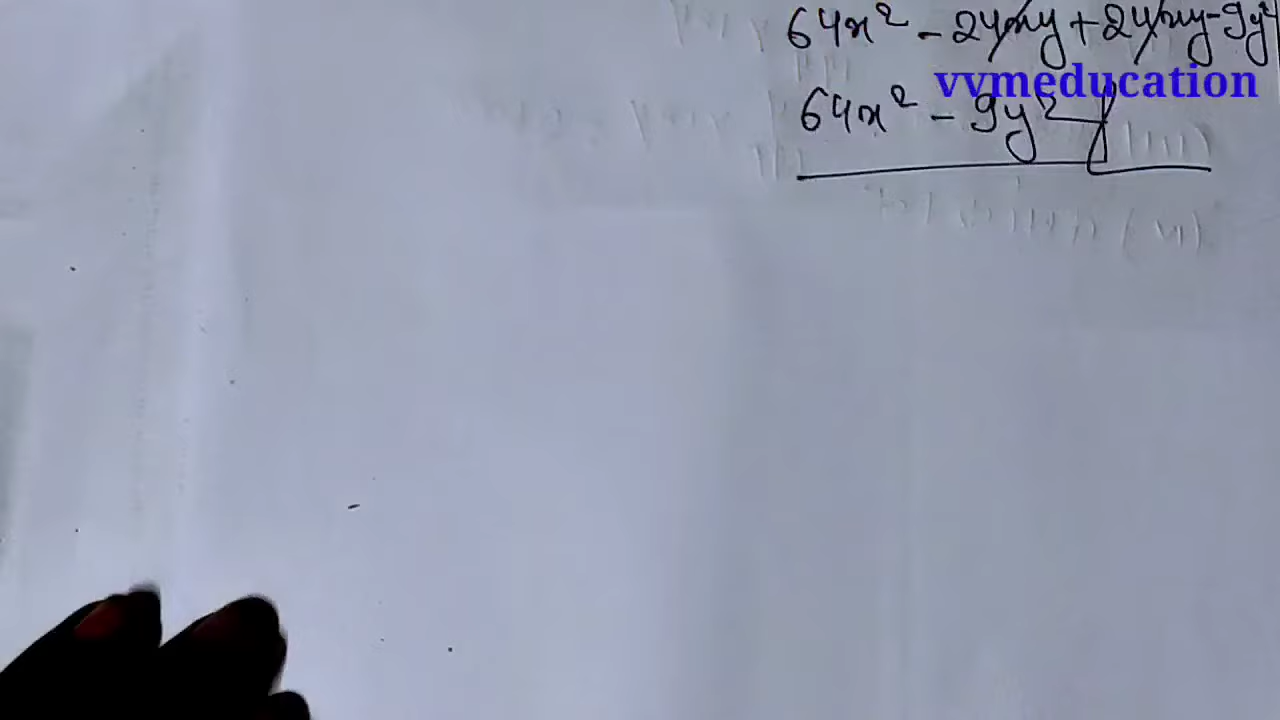 64x² - 24xy + 24xy - 9y²
vvmeducation
64x² - 9y²